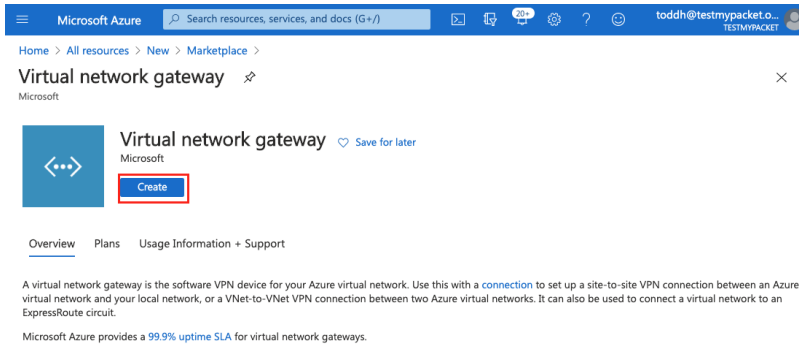 Microsoft Azure
Search resources, services, and docs (G+/)
20+
toddh@testmypacket.o...
TESTMYPACKET
Home > All resources > New > Marketplace >
Virtual network gateway
Microsoft
Virtual network gateway
Save for later
Microsoft
Create
Overview Plans Usage Information + Support
A virtual network gateway is the software VPN device for your Azure virtual network. Use this with a connection to set up a site-to-site VPN connection between an Azure
virtual network and your local network, or a VNet-to-VNet VPN connection between two Azure virtual networks. It can also be used to connect a virtual network to an
ExpressRoute circuit.
Microsoft Azure provides a 99.9% uptime SLA for virtual network gateways.